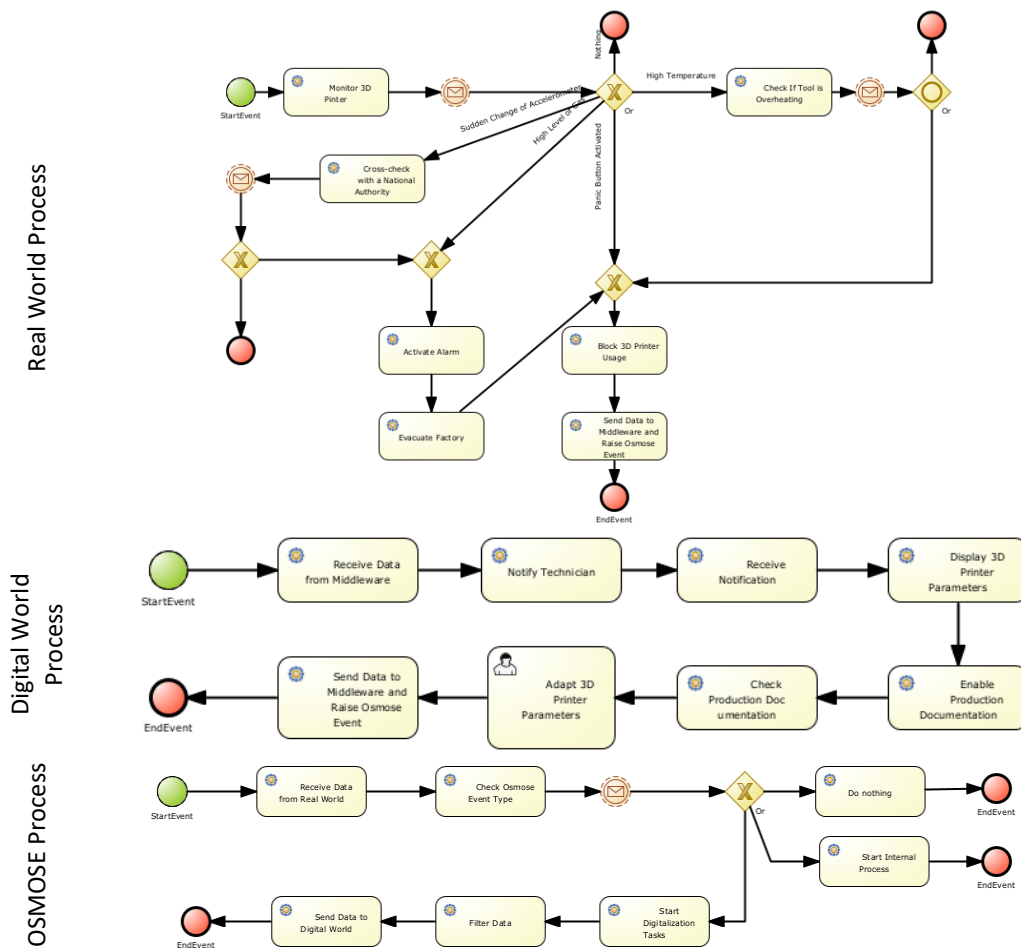 Real World Process
Nothing
Monitor 3D
Pinter
StartEvent
High Temperature
Or
Check If Tool is
Overheating
Or
Sudden Change of Accelerometer
High Level of Gas
Panic Button Activated
Cross-check
with a National
Authority
Activate Alarm
Block 3D Printer
Usage
Evacuate Factory
Send Data to
Middleware and
Raise Osmose
Event
EndEvent
Digital World
Process
StartEvent
Receive Data
from Middleware
Notify Technician
Receive
Notification
Display 3D
Printer
Parameters
EndEvent
Send Data to
Middleware and
Raise Osmose
Event
Adapt 3D
Printer
Parameters
Check
Production Doc
umentation
Enable
Production
Documentation
OSMOSE Process
StartEvent
Receive Data
from Real World
Check Osmose
Event Type
Or
Do nothing
EndEvent
Start Internal
Process
EndEvent
EndEvent
Send Data to
Digital World
Filter Data
Start
Digitalization
Tasks